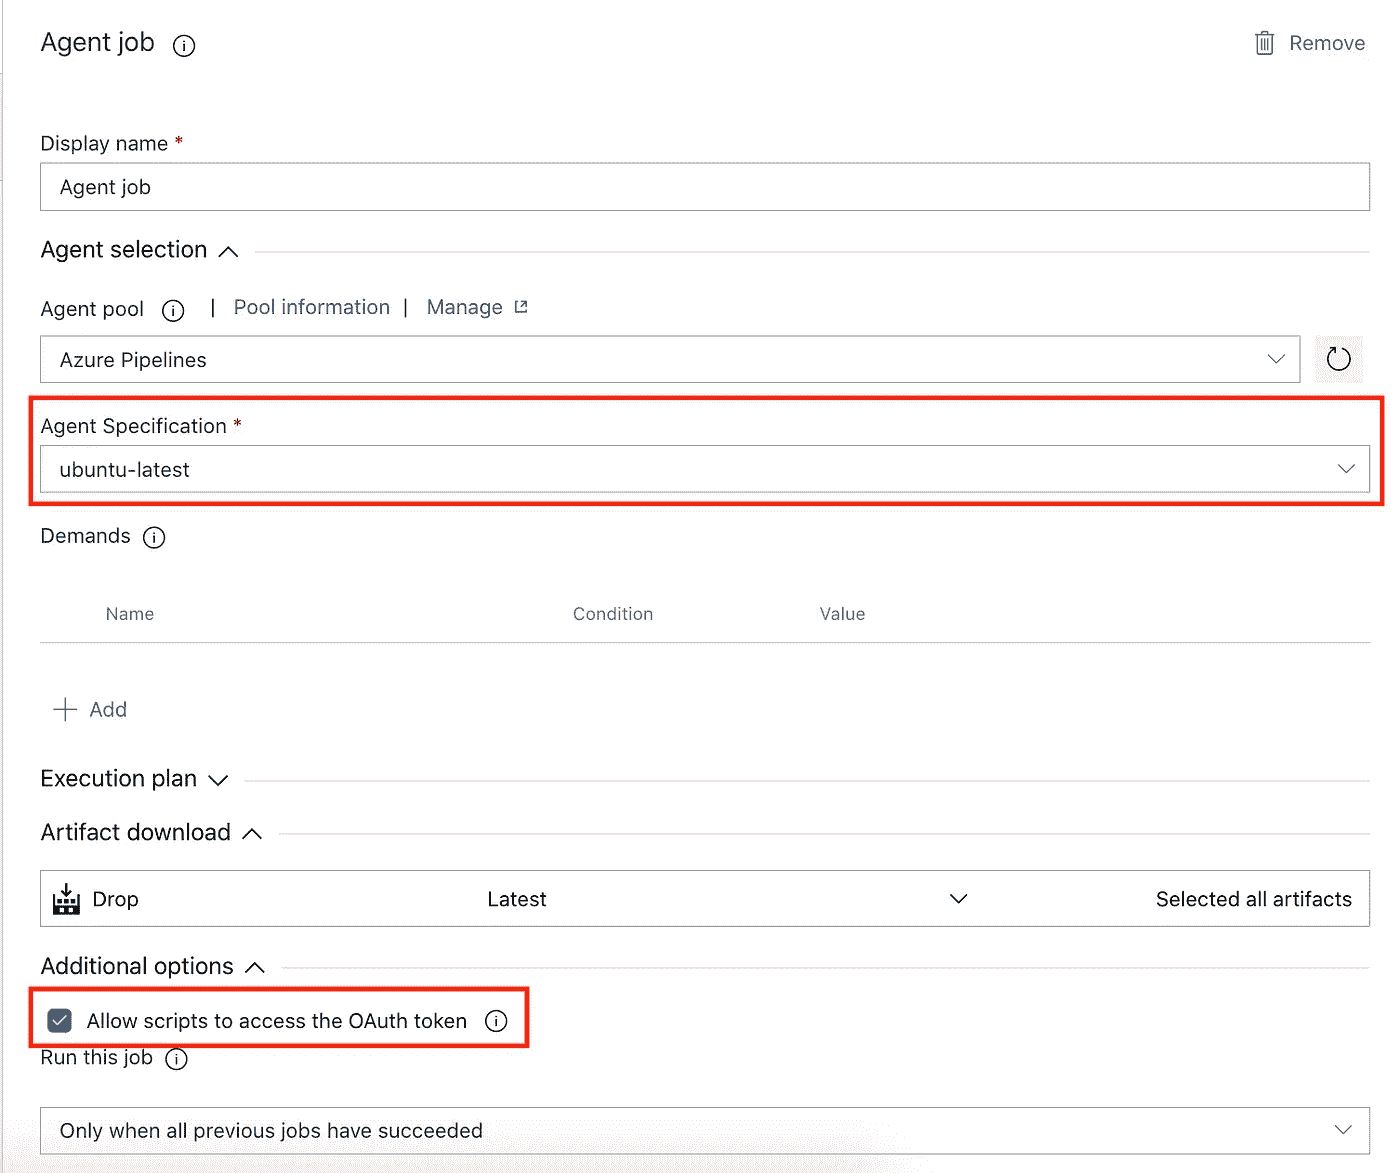 Agent job
Remove
Display name *
Agent job
Agent selection
Agent pool | Pool information | Manage
Azure Pipelines
Agent Specification *
ubuntu-latest
Demands
Name Condition Value
Add
Execution plan
Artifact download
Drop Latest Selected all artifacts
Additional options
Allow scripts to access the OAuth token
Run this job
Only when all previous jobs have succeeded